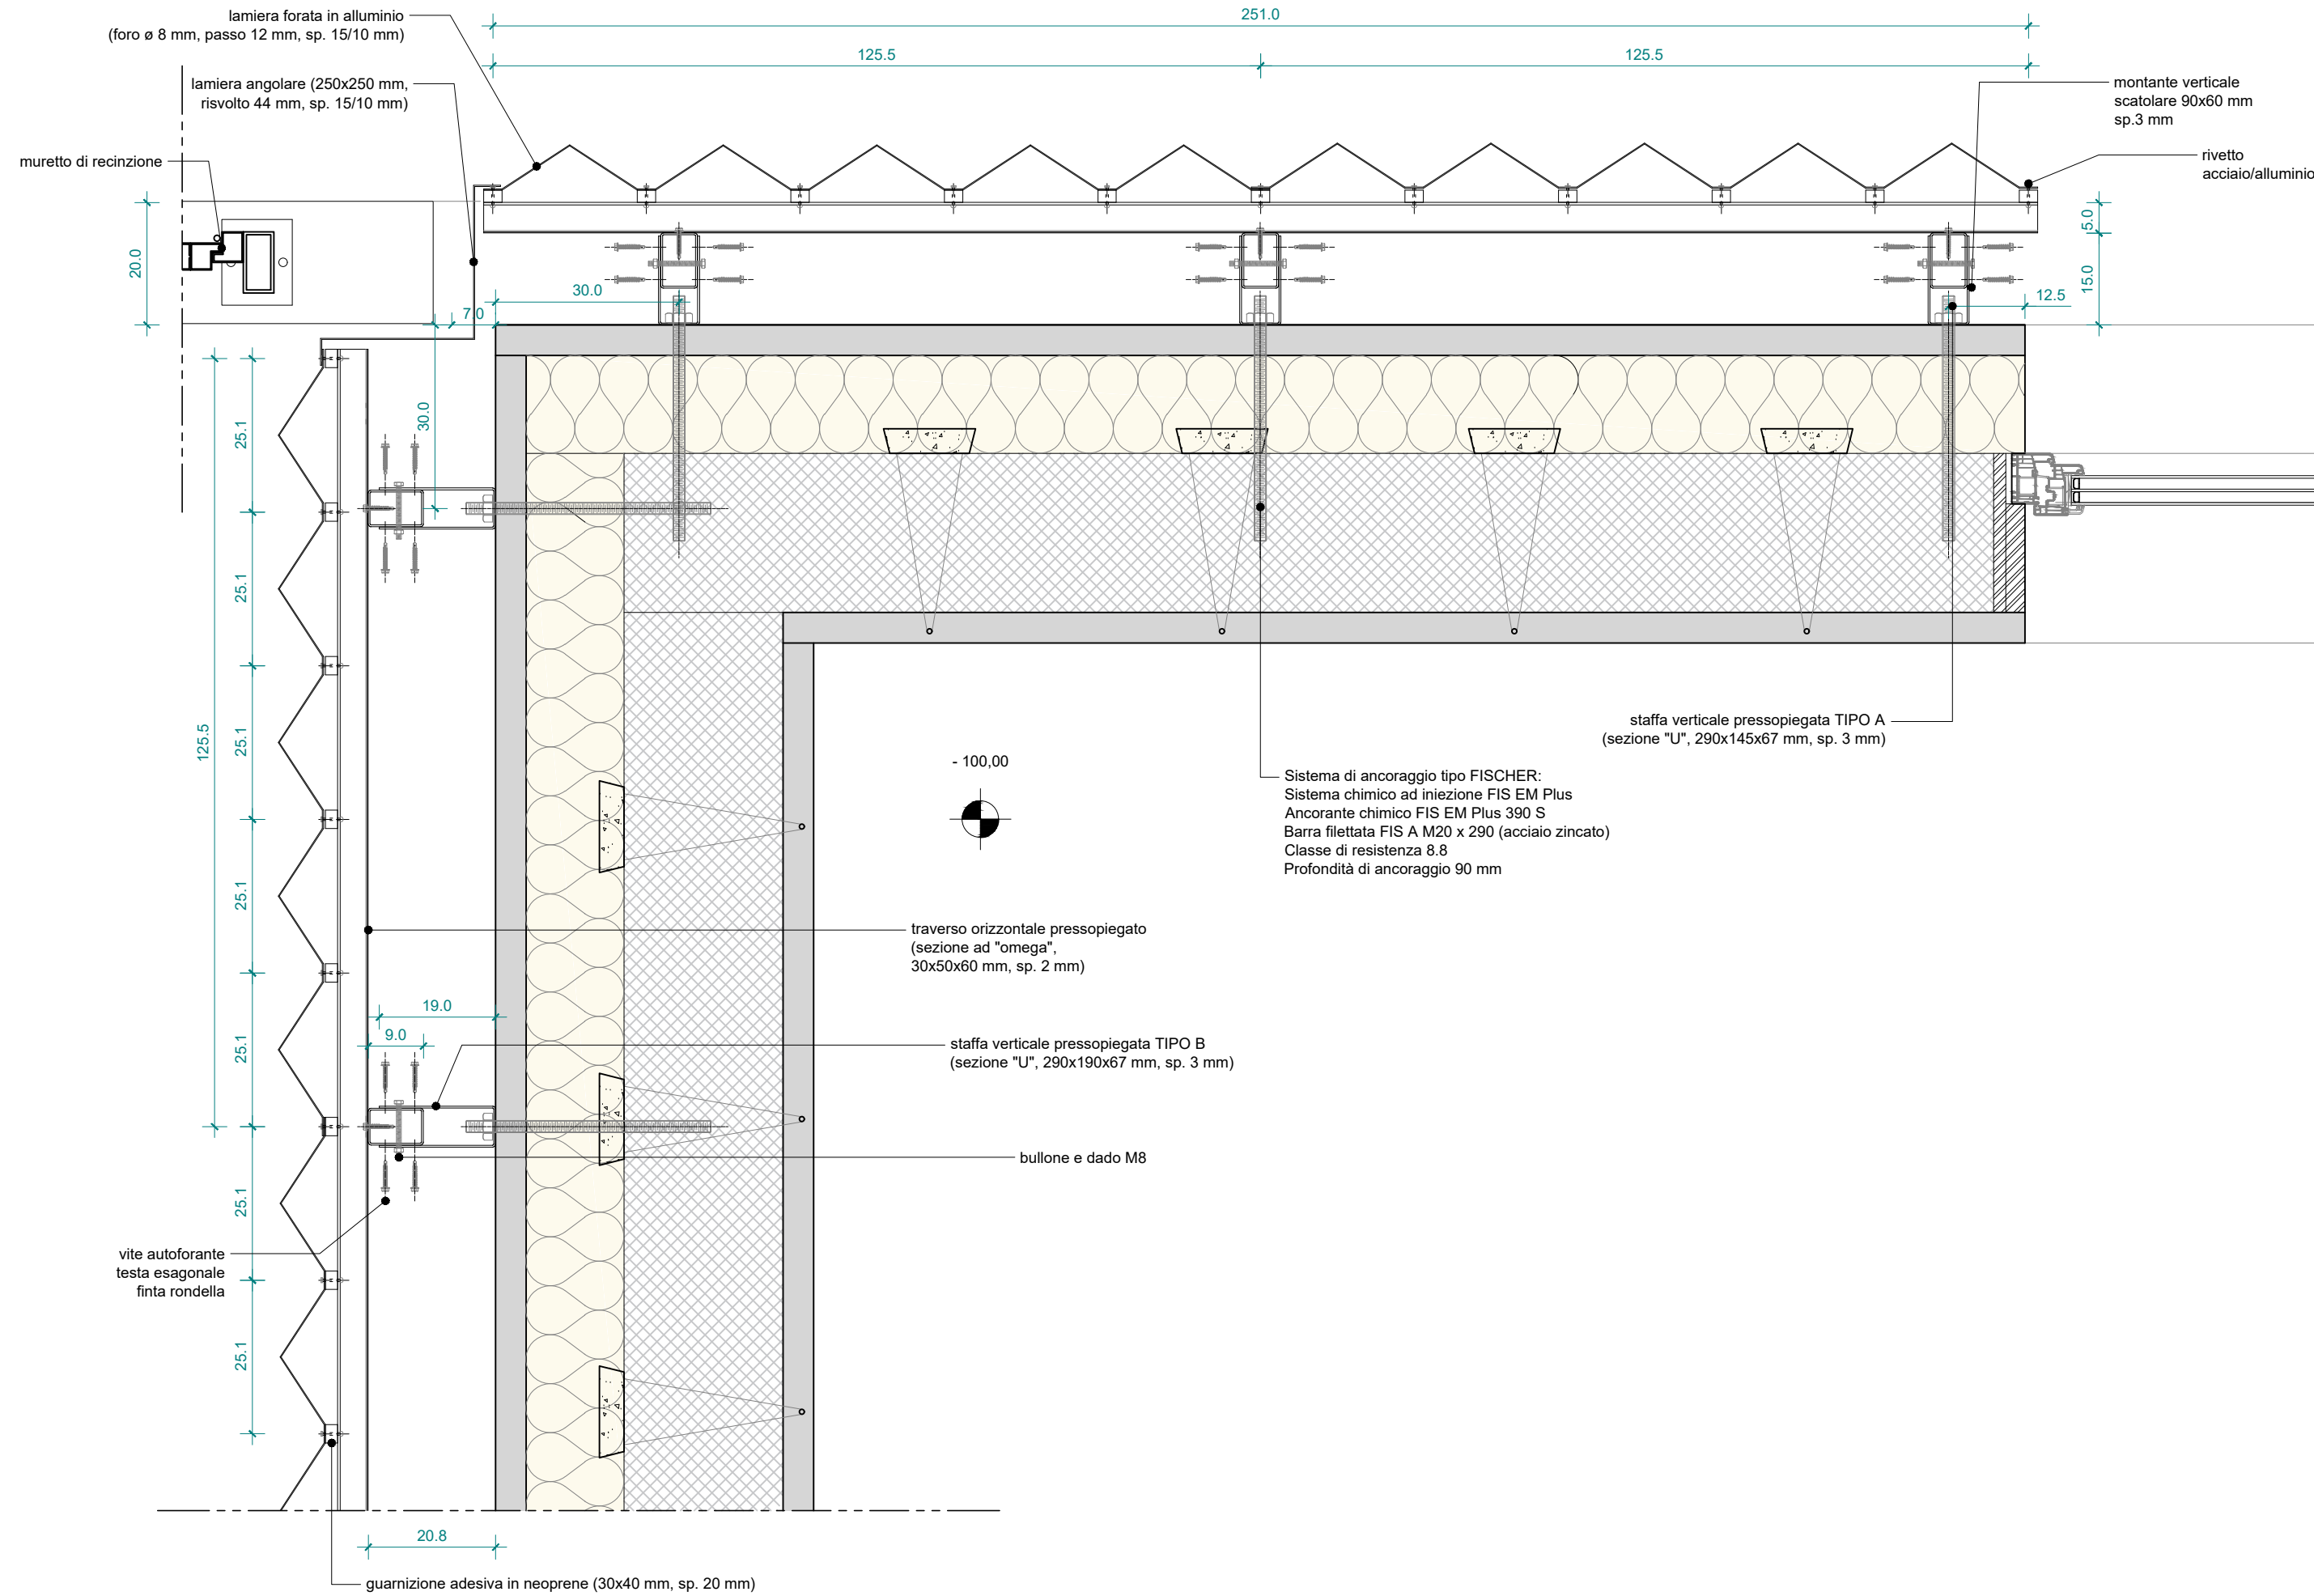 lamiera forata in alluminio
(foro ø 8 mm, passo 12 mm, sp. 15/10 mm)
251.0
125.5
125.5
lamiera angolare (250x250 mm,
risvolto 44 mm, sp. 15/10 mm)
montante verticale
scatolare 90x60 mm
sp.3 mm
muretto di recinzione
rivetto
acciaio/alluminio
20.0
5.0
15.0
30.0
12.5
7.0
30.0
125.5
25.1
25.1
25.1
25.1
25.1
25.1
25.1
staffa verticale pressopiegata TIPO A
(sezione "U", 290x145x67 mm, sp. 3 mm)
- 100,00
Sistema di ancoraggio tipo FISCHER:
Sistema chimico ad iniezione FIS EM Plus
Ancorante chimico FIS EM Plus 390 S
Barra filettata FIS A M20 x 290 (acciaio zincato)
Classe di resistenza 8.8
Profondità di ancoraggio 90 mm
traverso orizzontale pressopiegato
(sezione ad "omega",
30x50x60 mm, sp. 2 mm)
19.0
9.0
staffa verticale pressopiegata TIPO B
(sezione "U", 290x190x67 mm, sp. 3 mm)
bullone e dado M8
vite autoforante
testa esagonale
finta rondella
20.8
guarnizione adesiva in neoprene (30x40 mm, sp. 20 mm)